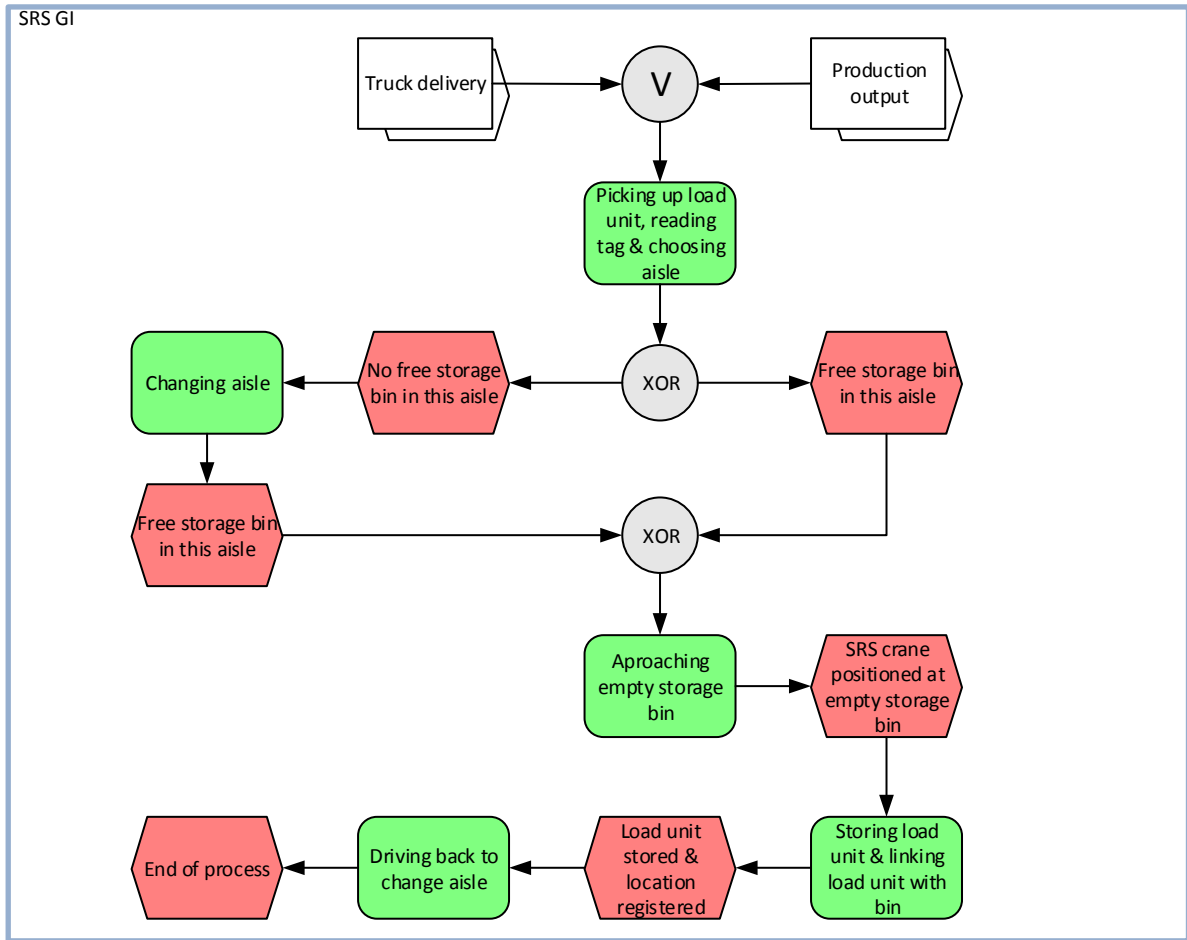 SRS GI
Truck delivery
V
Production
output
Picking up load
unit, reading
tag & choosing
aisle
Changing aisle
No free storage
bin in this aisle
XOR
Free storage bin
in this aisle
Free storage bin
in this aisle
XOR
Aproaching
empty storage
bin
SRS crane
positioned at
empty storage
bin
End of process
Driving back to
change aisle
Load unit
stored &
location
registered
Storing load
unit & linking
load unit with
bin